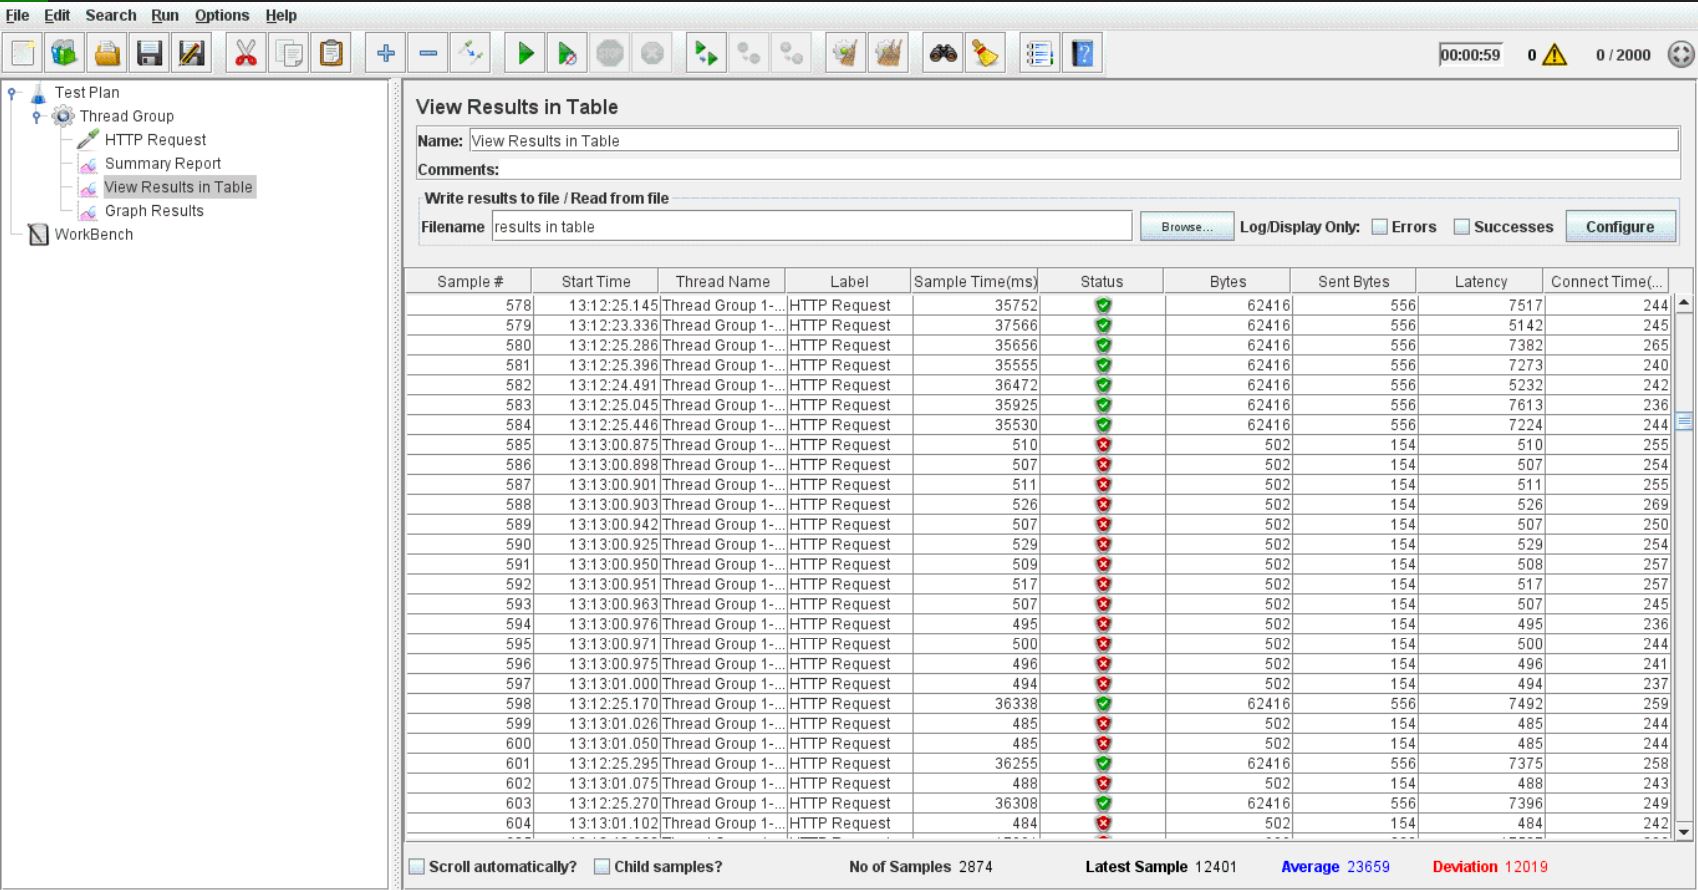 File Edit Search Run Options Help
00:00:59 0 0 / 2000
Test Plan
Thread Group
HTTP Request
Summary Report
View Results in Table
Graph Results
WorkBench
View Results in Table
Name: View Results in Table
Comments:
Write results to file / Read from file
Filename results in table Browse... Log/Display Only: Errors Successes Configure
Sample # Start Time Thread Name Label Sample Time(ms) Status Bytes Sent Bytes Latency Connect Time(...
578 13:12:25.145 Thread Group 1-... HTTP Request 35752 62416 556 7517 244
579 13:12:23.336 Thread Group 1-... HTTP Request 37566 62416 556 5142 245
580 13:12:25.286 Thread Group 1-... HTTP Request 35656 62416 556 7382 265
581 13:12:25.396 Thread Group 1-... HTTP Request 35555 62416 556 7273 240
582 13:12:24.491 Thread Group 1-... HTTP Request 36472 62416 556 5232 242
583 13:12:25.045 Thread Group 1-... HTTP Request 35925 62416 556 7613 236
584 13:12:25.446 Thread Group 1-... HTTP Request 35530 62416 556 7224 244
585 13:13:00.875 Thread Group 1-... HTTP Request 510 502 154 510 255
586 13:13:00.898 Thread Group 1-... HTTP Request 507 502 154 507 254
587 13:13:00.901 Thread Group 1-... HTTP Request 511 502 154 511 255
588 13:13:00.903 Thread Group 1-... HTTP Request 526 502 154 526 269
589 13:13:00.942 Thread Group 1-... HTTP Request 507 502 154 507 250
590 13:13:00.925 Thread Group 1-... HTTP Request 529 502 154 529 254
591 13:13:00.950 Thread Group 1-... HTTP Request 509 502 154 508 257
592 13:13:00.951 Thread Group 1-... HTTP Request 517 502 154 517 257
593 13:13:00.963 Thread Group 1-... HTTP Request 507 502 154 507 245
594 13:13:00.976 Thread Group 1-... HTTP Request 495 502 154 495 236
595 13:13:00.971 Thread Group 1-... HTTP Request 500 502 154 500 244
596 13:13:00.975 Thread Group 1-... HTTP Request 496 502 154 496 241
597 13:13:01.000 Thread Group 1-... HTTP Request 494 502 154 494 237
598 13:12:25.170 Thread Group 1-... HTTP Request 36338 62416 556 7492 259
599 13:13:01.026 Thread Group 1-... HTTP Request 485 502 154 485 244
600 13:13:01.050 Thread Group 1-... HTTP Request 485 502 154 485 244
601 13:12:25.295 Thread Group 1-... HTTP Request 36255 62416 556 7375 258
602 13:13:01.075 Thread Group 1-... HTTP Request 488 502 154 488 243
603 13:12:25.270 Thread Group 1-... HTTP Request 36308 62416 556 7396 249
604 13:13:01.102 Thread Group 1-... HTTP Request 484 502 154 484 242
Scroll automatically? Child samples? No of Samples 2874 Latest Sample 12401 Average 23659 Deviation 12019